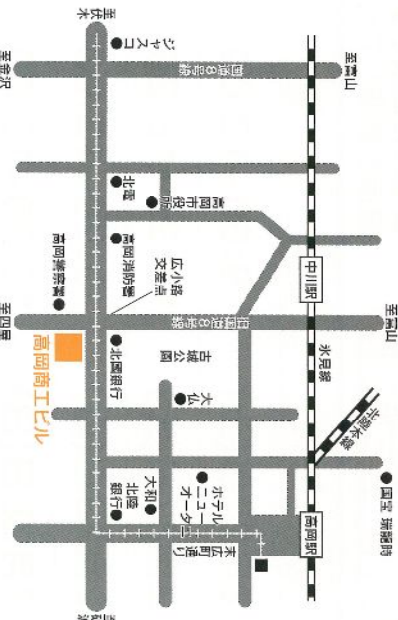 至伏木
ジャスコ
国道8号線
至富山
至金沢
北電
高岡市役所
高岡消防署
広小路
交差点
高岡警察署
中川駅
旧国道8号線
至富山
氷見線
北陸本線
古城公園
北國銀行
高岡商工ビル
大仏
国宝 瑞龍時
ホテル
ニュー
オータニ
大和
北陸
銀行
高岡駅
末広町通り
至砺波